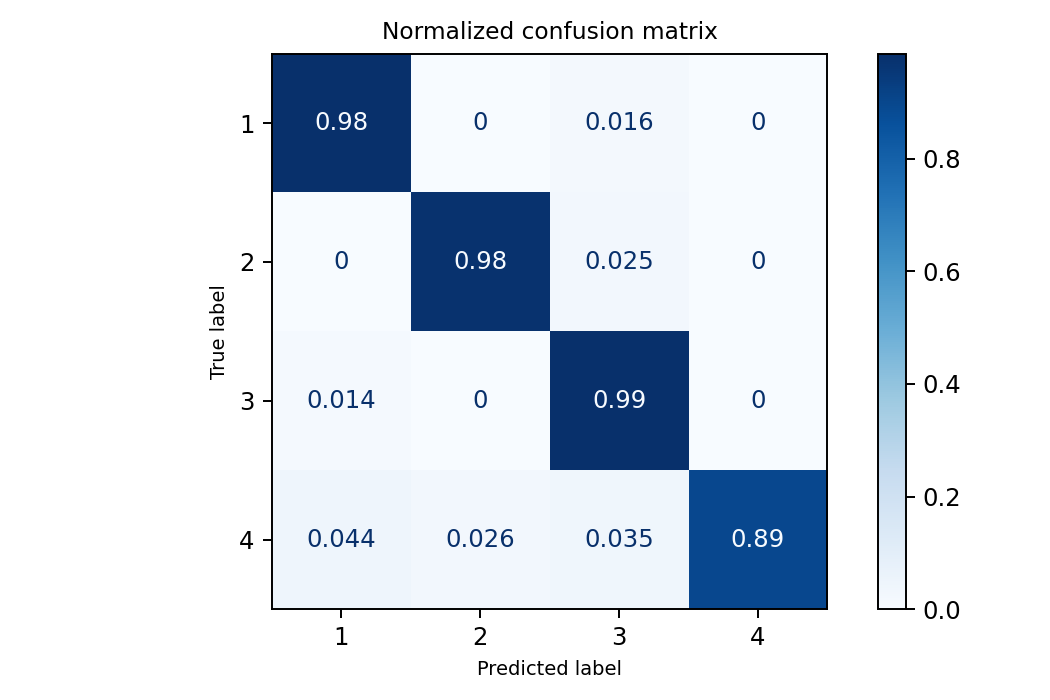 Normalized confusion matrix
1 0.98 0 0.016 0
2 0 0.98 0.025 0
3 0.014 0 0.99 0
4 0.044 0.026 0.035 0.89
True label
1 2 3 4
Predicted label
0.8
0.6
0.4
0.2
0.0